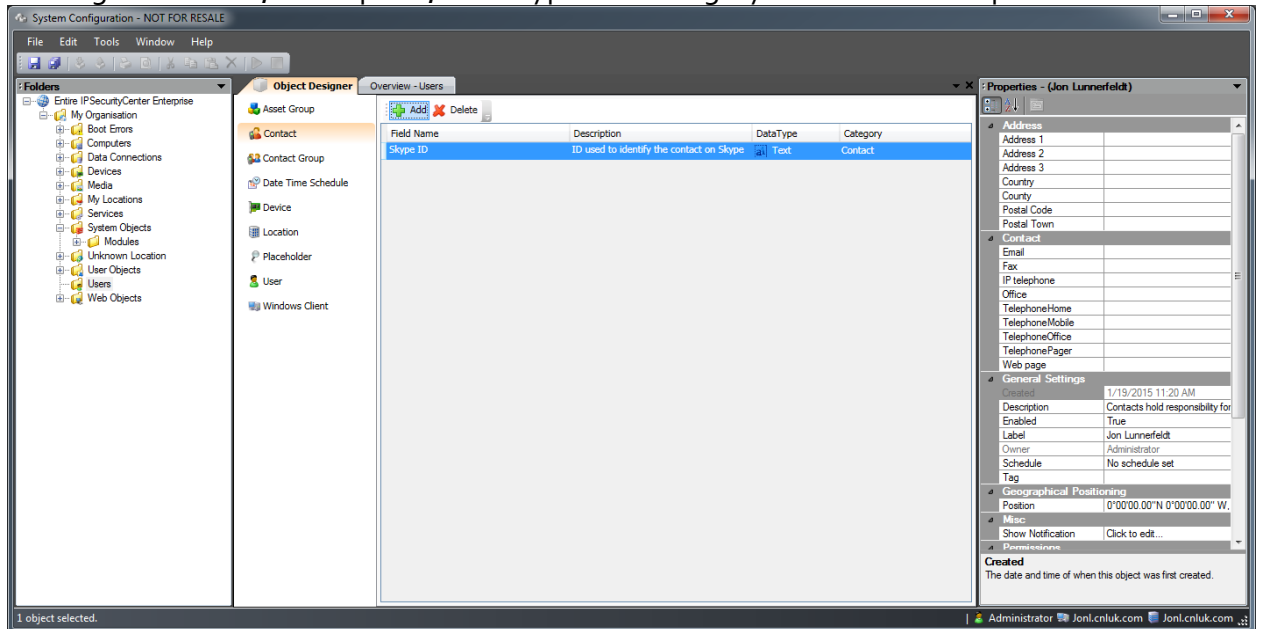 System Configuration - NOT FOR RESALE
File Edit Tools Window Help
Folders
Entire IPSecurityCenter Enterprise
My Organisation
Boot Errors
Computers
Data Connections
Devices
Media
My Locations
Services
System Objects
Modules
Unknown Location
User Objects
Users
Web Objects
Object Designer
Overview - Users
Asset Group
Contact
Contact Group
Date Time Schedule
Device
Location
Placeholder
User
Windows Client
Add Delete
Field Name Description DataType Category
Skype ID ID used to identify the contact on Skype Text Contact
Properties - (Jon Lunnerfeldt)
Address
Address 1
Address 2
Address 3
Country
County
Postal Code
Postal Town
Contact
Email
Fax
IP telephone
Office
TelephoneHome
TelephoneMobile
TelephoneOffice
TelephonePager
Web page
General Settings
Created 1/19/2015 11:20 AM
Description Contacts hold responsibility for
Enabled True
Label Jon Lunnerfeldt
Owner Administrator
Schedule No schedule set
Tag
Geographical Positioning
Position 0°00'00.00"N 0°00'00.00" W,
Misc
Show Notification Click to edit...
Permissions
Created
The date and time of when this object was first created.
1 object selected.
Administrator Jonl.cnluk.com Jonl.cnluk.com